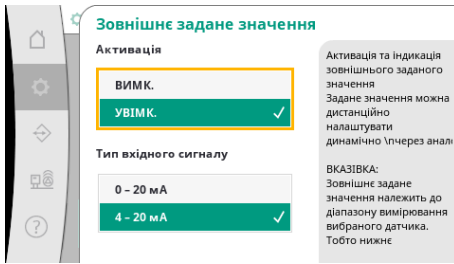 Зовнішнє задане значення
Активація
ВИМК.
УВІМК.
Тип вхідного сигналу
0 – 20 мА
4 – 20 мА
Активація та індикація
зовнішнього заданого
значення
Задане значення можна
дистанційно
налаштувати
динамічно \nчерез
ВКАЗІВКА:
Зовнішнє задане
значення належить до
діапазону вимірювання
вибраного датчика.
Тобто нижнє
?